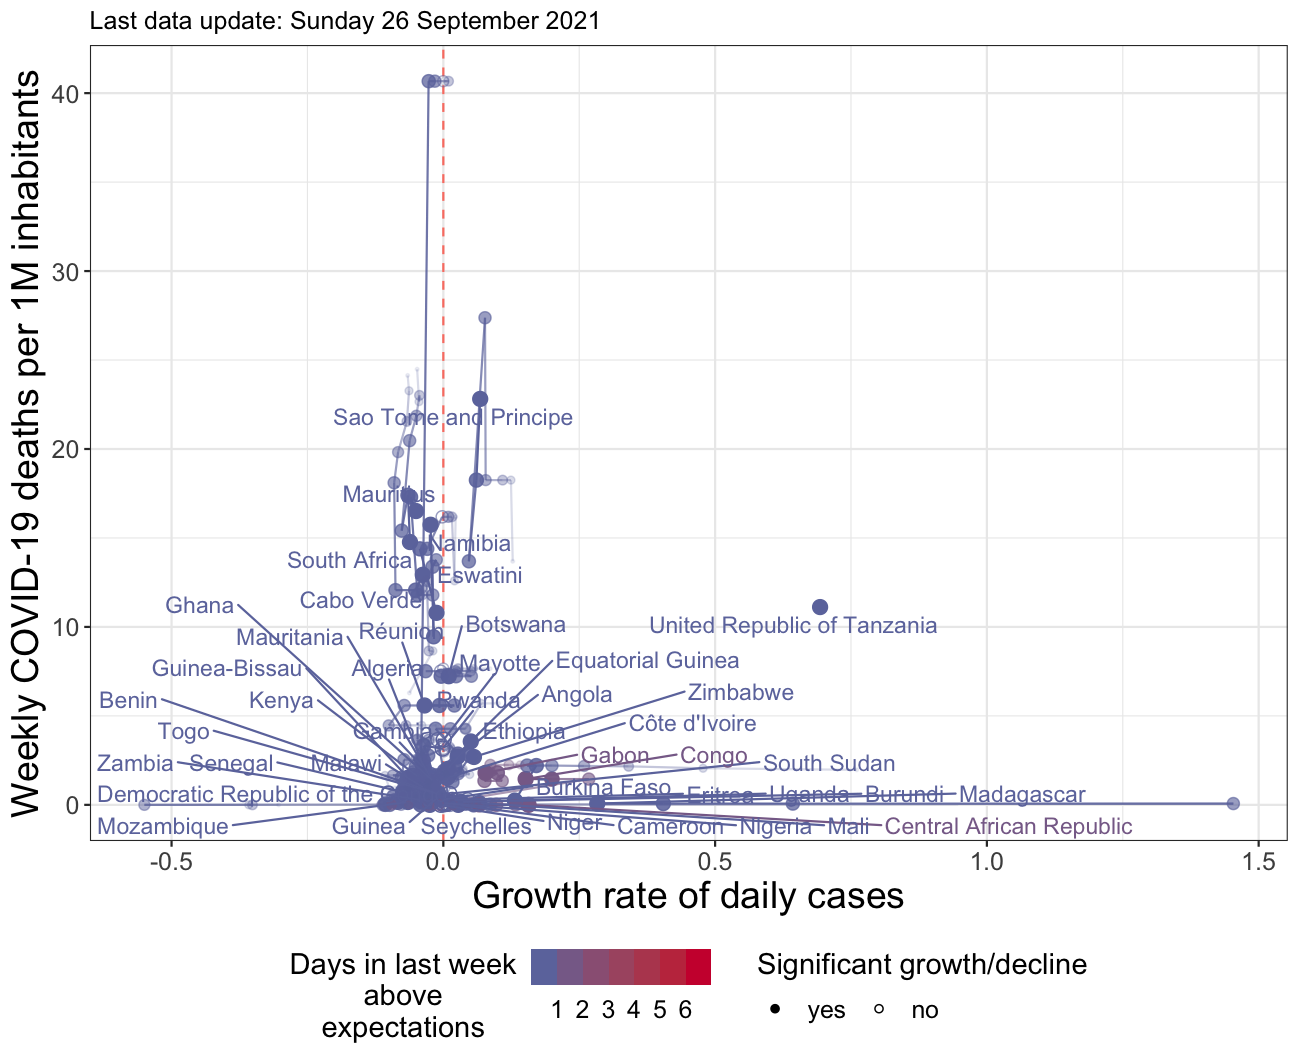 Last data update: Sunday 26 September 2021
Weekly COVID-19 deaths per 1M inhabitants
40
30
20
10
0
Sao Tome and Principe
Mauritius
Namibia
South Africa
Eswatini
Cabo Verde
Ghana
Botswana
United Republic of Tanzania
Mauritania
Réunion
Guinea-Bissau
Algeria
Mayotte
Equatorial Guinea
Benin
Kenya
Rwanda
Angola
Zimbabwe
Togo
Gambia
Ethiopia
Côte d'Ivoire
Zambia
Senegal
Malawi
Gabon
Congo
South Sudan
Democratic Republic of the
Burkina Faso
Eritrea
Uganda
Burundi
Madagascar
Mozambique
Guinea
Seychelles
Niger
Cameroon
Nigeria
Mali
Central African Republic
-0.5
0.0
0.5
1.0
1.5
Growth rate of daily cases
Days in last week
above
expectations
1 2 3 4 5 6
Significant growth/decline
yes
no